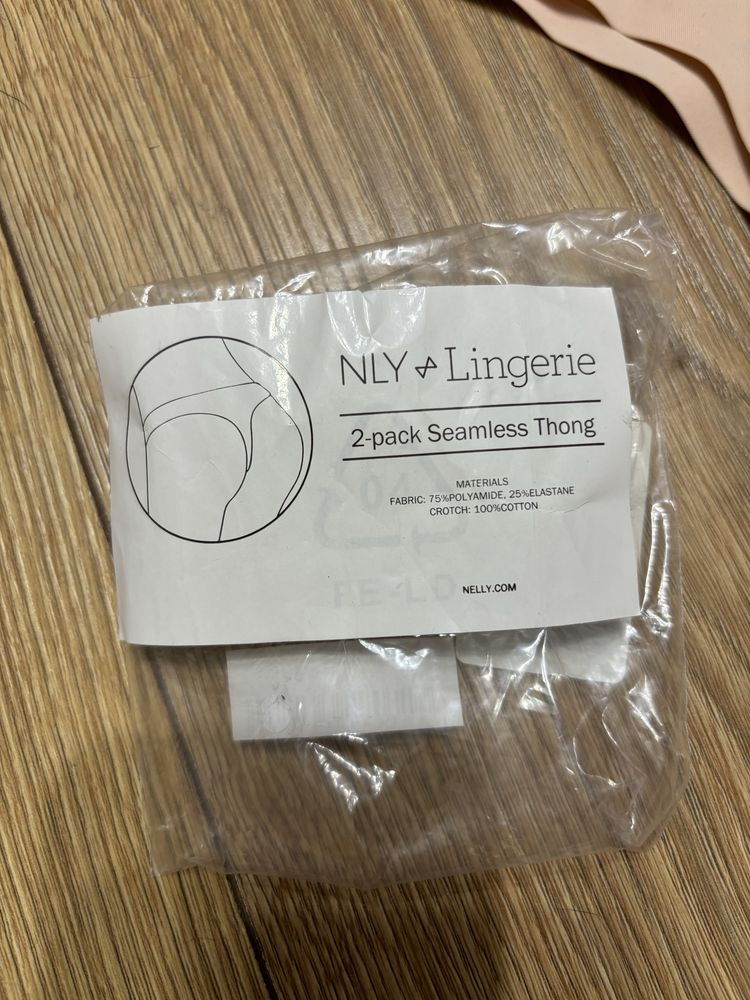 NLY Lingerie
2-pack Seamless Thong
MATERIALS
FABRIC: 75%POLYAMIDE, 25%ELASTANE
CROTCH: 100%COTTON
NELLY.COM